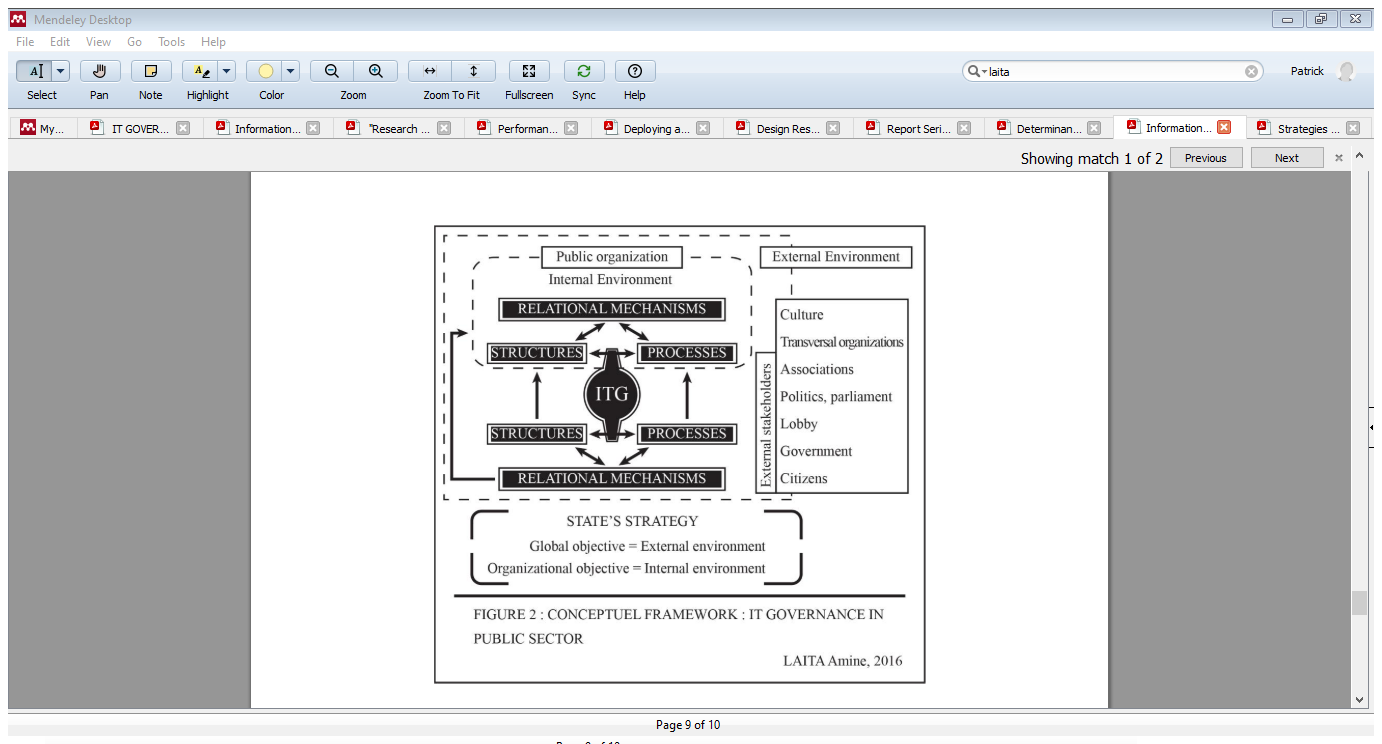 Mendeley Desktop
File Edit View Go Tools Help
laita
Patrick
Select Pan Note Highlight Color Zoom Zoom To Fit Fullscreen Sync Help
My... IT GOVER... Information... "Research ... Performan... Deploying a... Design Res... Report Seri... Determinan... Information... Strategies ...
Showing match 1 of 2 Previous Next
Public organization
External Environment
Internal Environment
RELATIONAL MECHANISMS
STRUCTURES PROCESSES
ITG
STRUCTURES PROCESSES
RELATIONAL MECHANISMS
External stakeholders
Culture
Transversal organizations
Associations
Politics, parliament
Lobby
Government
Citizens
STATE'S STRATEGY
Global objective = External environment
Organizational objective = Internal environment
FIGURE 2 : CONCEPTUEL FRAMEWORK : IT GOVERNANCE IN
PUBLIC SECTOR
LAITA Amine, 2016
Page 9 of 10